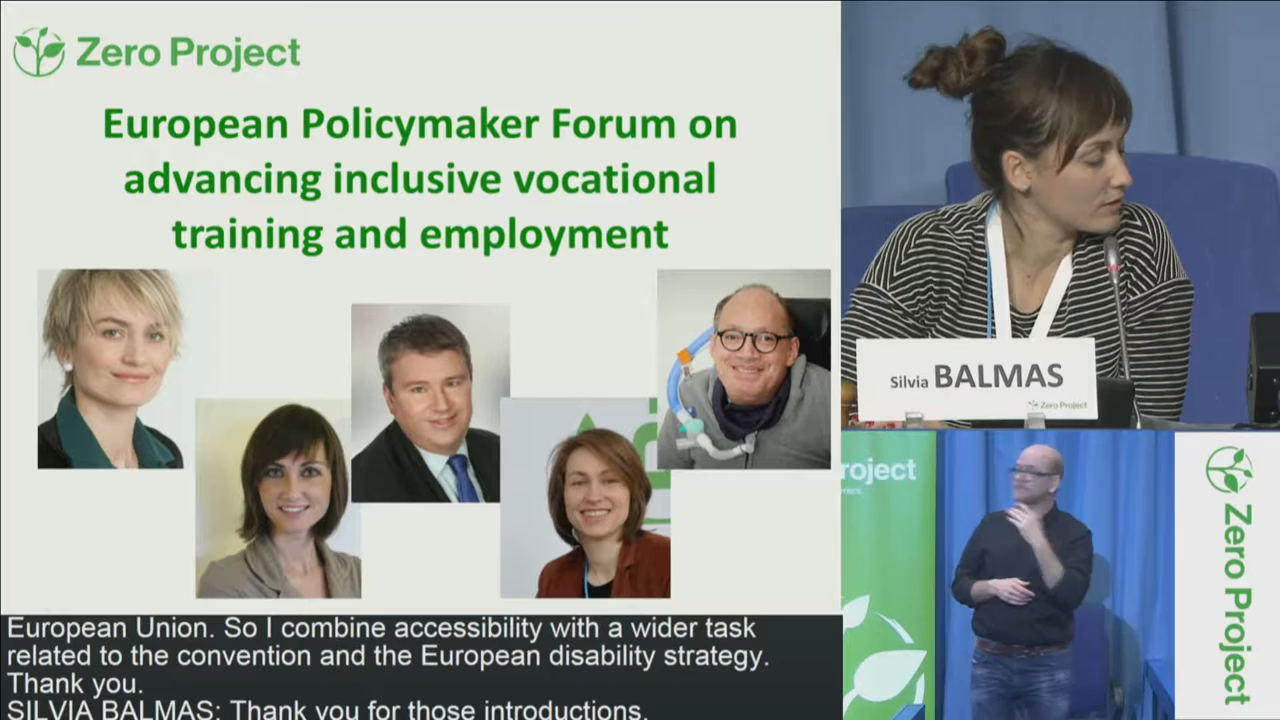 Zero Project
European Policymaker Forum on
advancing inclusive vocational
training and employment
European Union. So I combine accessibility with a wider task
related to the convention and the European disability strategy.
Thank you.
SILVIA BALMAS: Thank you for those introductions.
Silvia BALMAS
Zero Project
roject
Zero Project